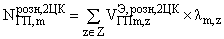 N^{розн,2ЦК}_{ГП,m} = ∑_{z∈Z} V^{Э,розн,2ЦК}_{ГПm,z} × λ_{m,z}